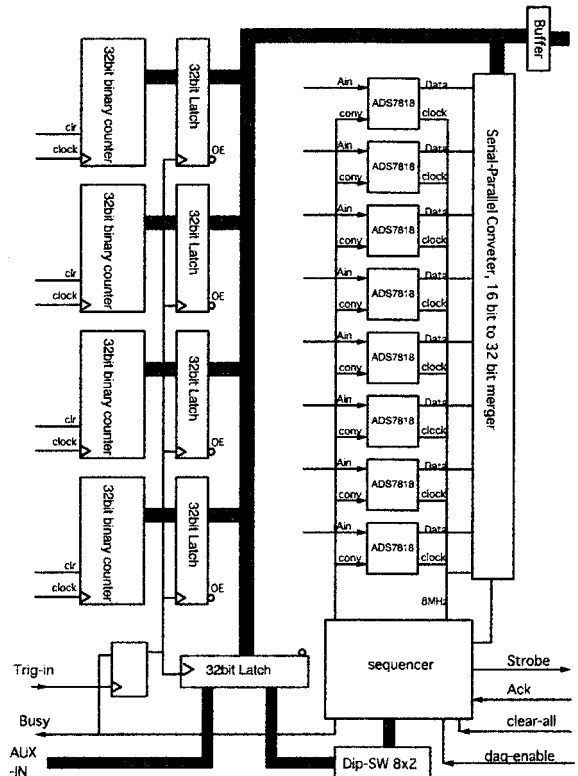 Buffer
32bit binary counter
clr
clock
32bit Latch
OE
32bit binary counter
clr
clock
32bit Latch
OE
32bit binary counter
clr
clock
32bit Latch
OE
32bit binary counter
clr
clock
32bit Latch
OE
Ain
ADS7818
Data
conv
clock
Ain
ADS7818
Data
conv
clock
Ain
ADS7818
Data
conv
clock
Ain
ADS7818
Data
conv
clock
Ain
ADS7818
Data
conv
clock
Ain
ADS7818
Data
conv
clock
Ain
ADS7818
Data
conv
clock
Ain
ADS7818
Data
conv
clock
Serial-Parallel Conveter, 16 bit to 32 bit merger
8MHz
Trig-in
32bit Latch
sequencer
Strobe
Ack
Busy
clear-all
AUX
-IN
Dip-SW 8x2
daq-enable